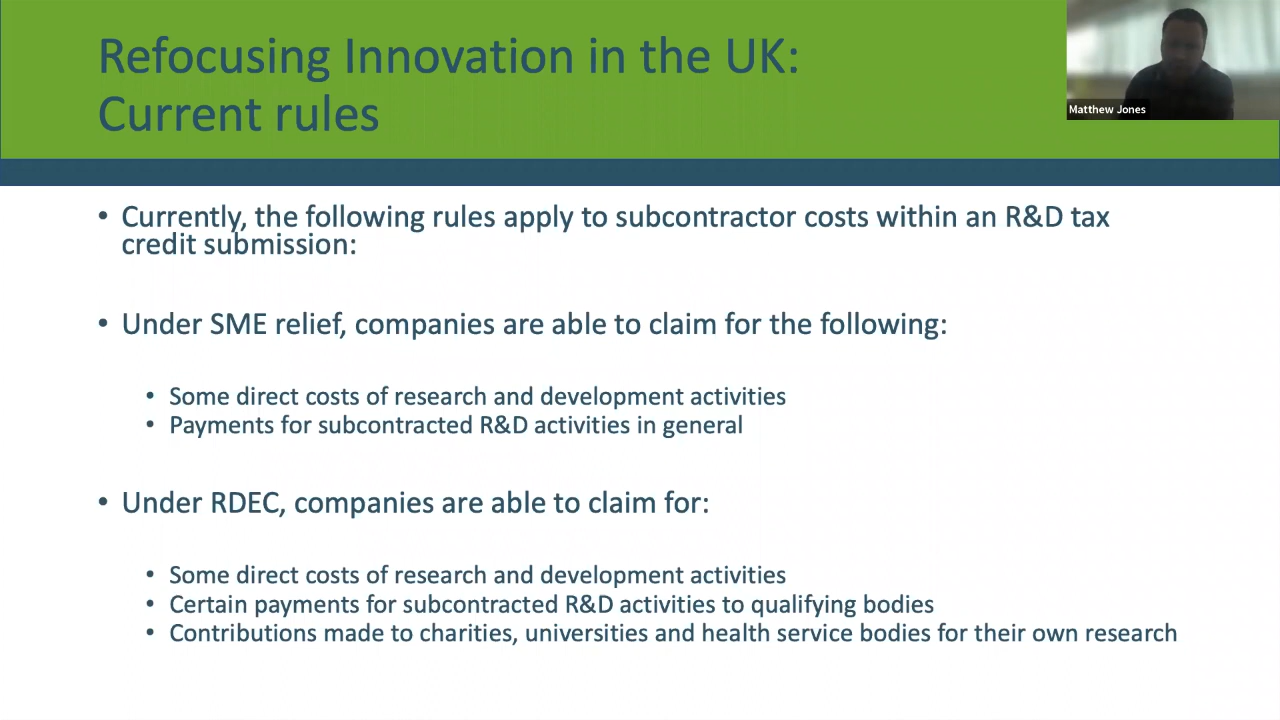 Refocusing Innovation in the UK:
Current rules
Matthew Jones
• Currently, the following rules apply to subcontractor costs within an R&D tax
credit submission:
• Under SME relief, companies are able to claim for the following:
• Some direct costs of research and development activities
• Payments for subcontracted R&D activities in general
• Under RDEC, companies are able to claim for:
• Some direct costs of research and development activities
• Certain payments for subcontracted R&D activities to qualifying bodies
• Contributions made to charities, universities and health service bodies for their own research